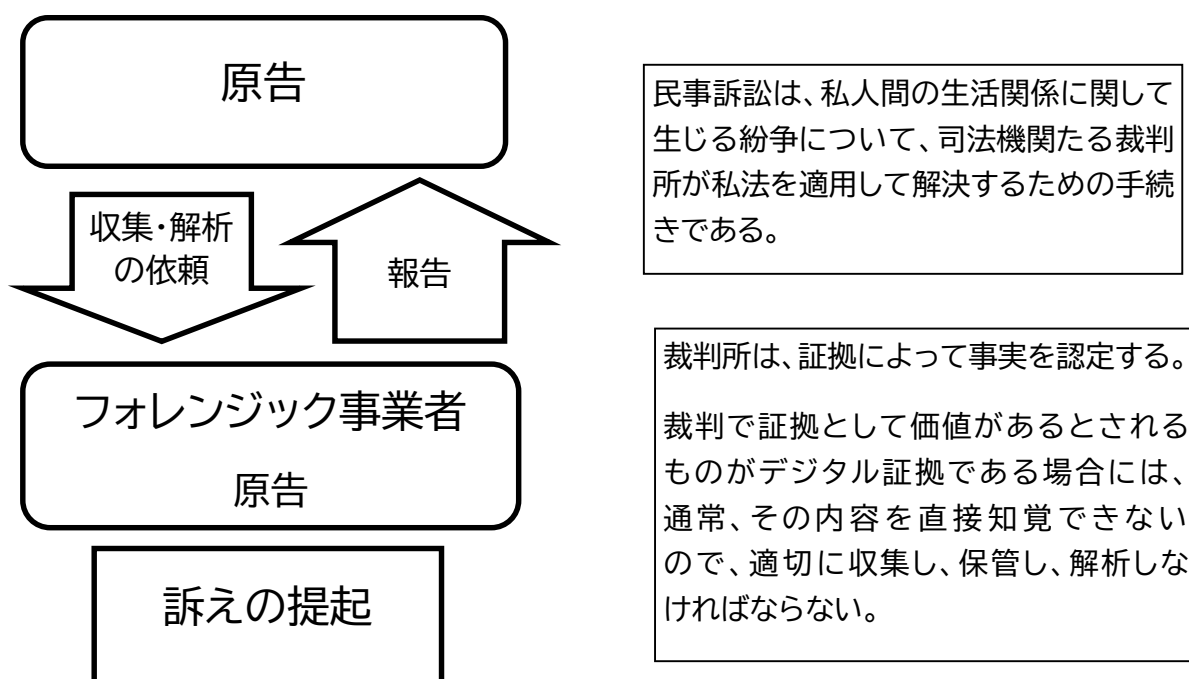 原告
収集・解析
の依頼
報告
フォレンジック事業者
原告
訴えの提起
民事訴訟は、私人間の生活関係に関して
生じる紛争について、司法機関たる裁判
所が私法を適用して解決するための手続
きである。
裁判所は、証拠によって事実を認定する。
裁判で証拠として価値があるとされる
ものがデジタル証拠である場合には、
通常、その内容を直接知覚できない
ので、適切に収集し、保管し、解析しな
ければならない。